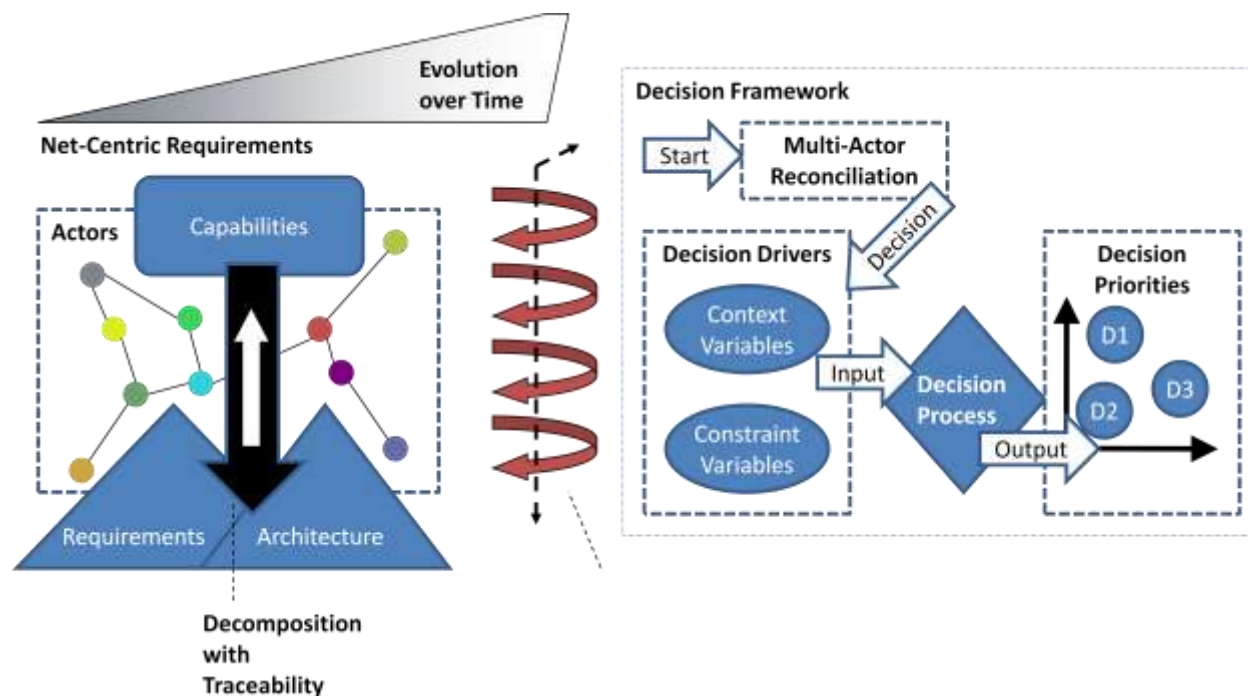 Evolution
over Time
Net-Centric Requirements
Capabilities
Actors
Requirements
Architecture
Decomposition
with
Traceability
Decision Framework
Start
Multi-Actor
Reconciliation
Decision
Decision Drivers
Context
Variables
Constraint
Variables
Input
Decision
Process
Output
Decision
Priorities
D1
D2
D3